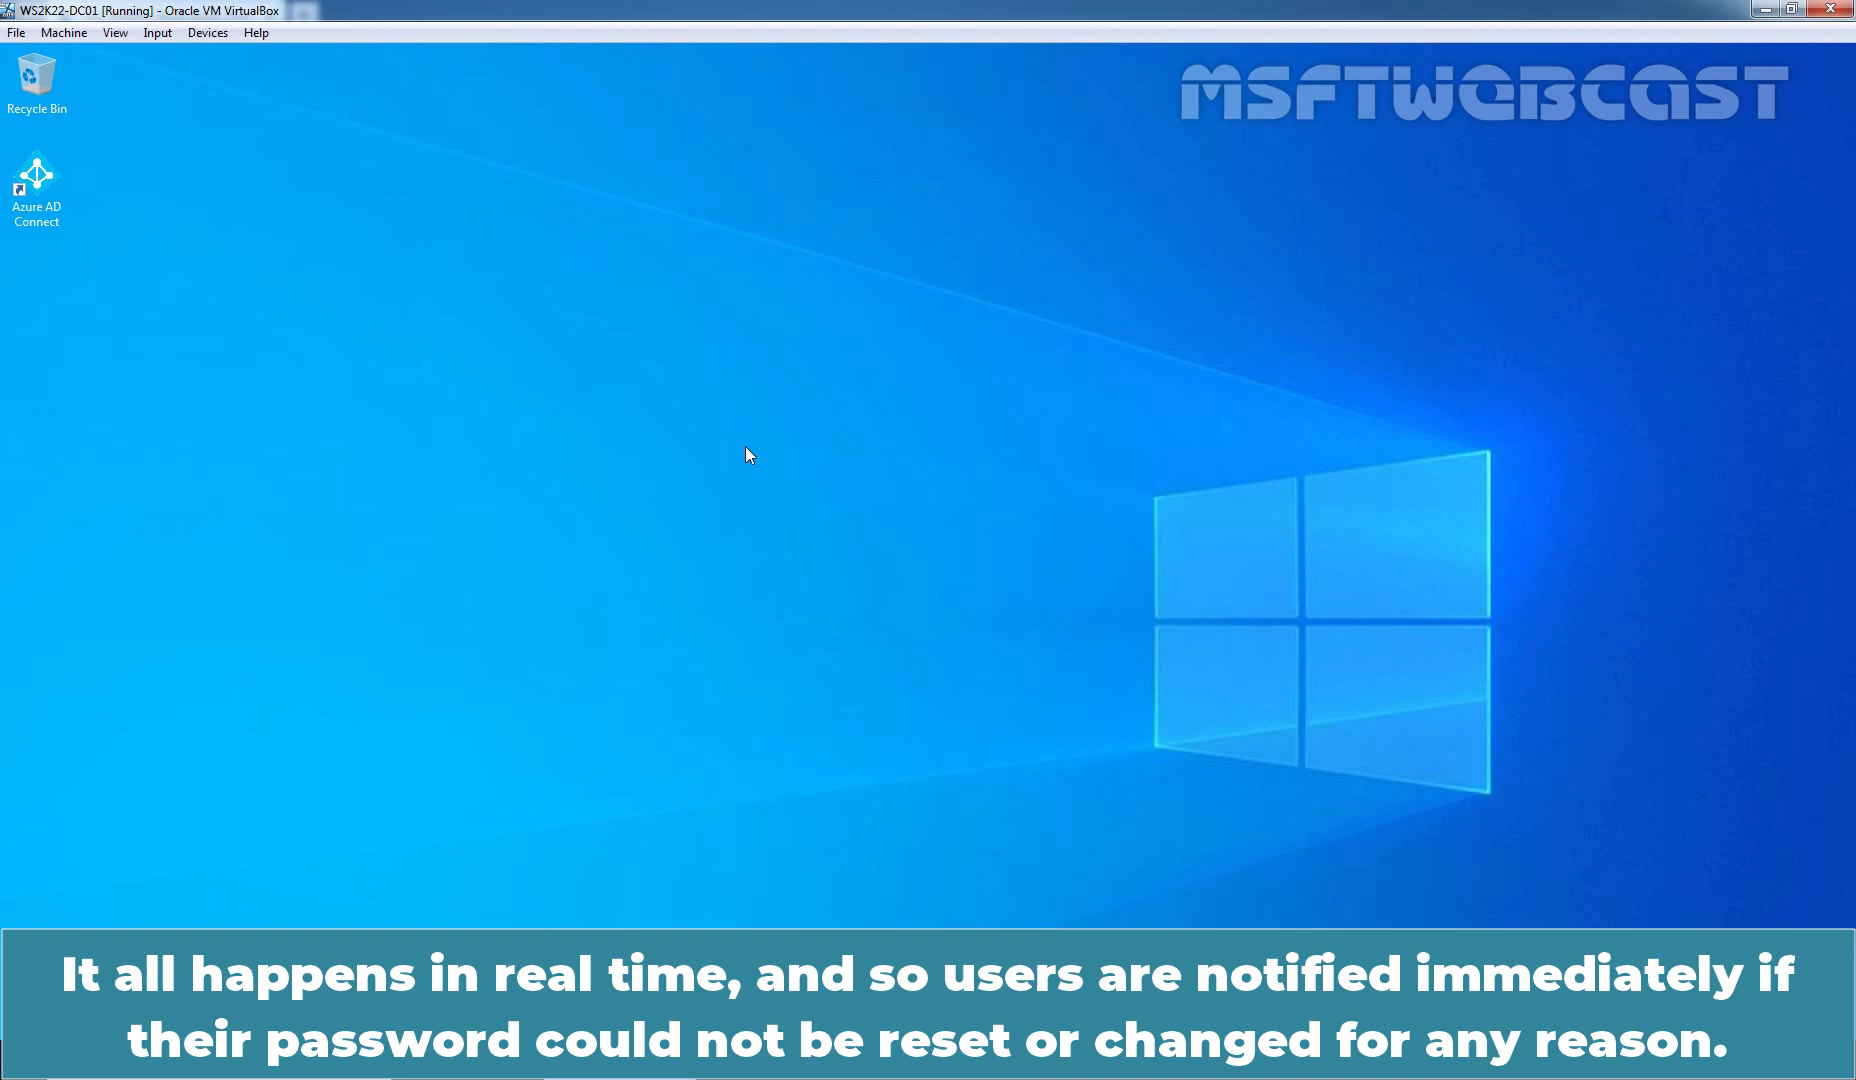 WS2K22-DC01 [Running] - Oracle VM VirtualBox
File Machine View Input Devices Help
MSFTWEBCAST
Recycle Bin
Azure AD
Connect
It all happens in real time, and so users are notified immediately if
their password could not be reset or changed for any reason.